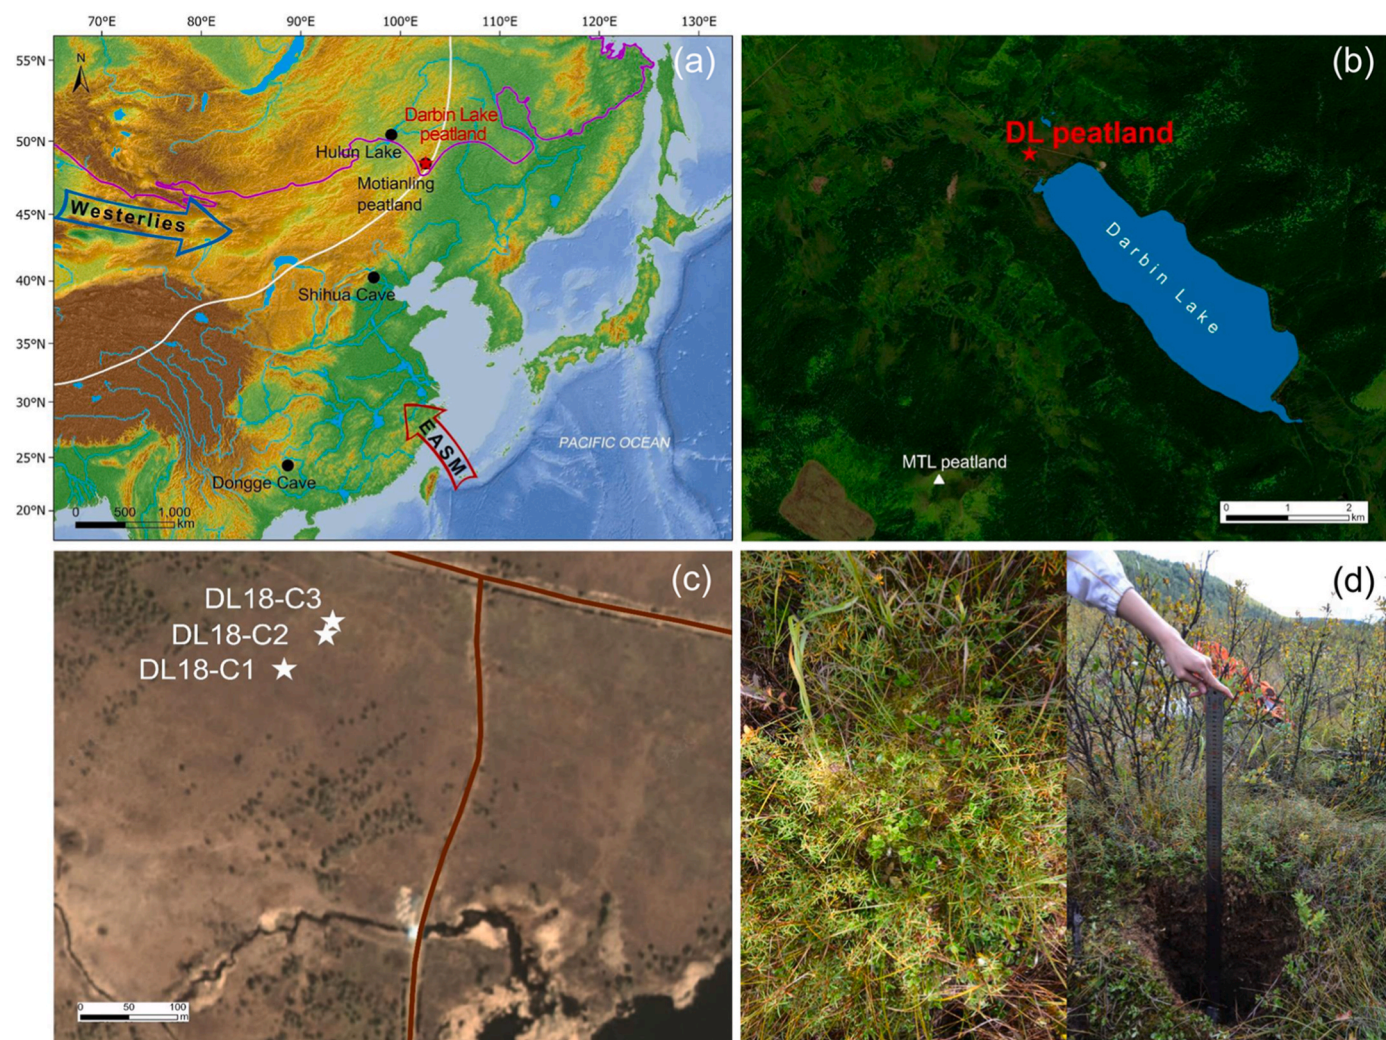 70°E 80°E 90°E 100°E 110°E 120°E 130°E
55°N
50°N
45°N
40°N
35°N
30°N
25°N
20°N
N
(a)
Darbin Lake
peatland
Hulun Lake
Motianling
peatland
Westerlies
Shihua Cave
EASM
PACIFIC OCEAN
Dongge Cave
0 500 1,000
km
(b)
DL peatland
Darbin Lake
MTL peatland
0 1 2
km
(c)
DL18-C3
DL18-C2
DL18-C1
0 50 100
m
(d)